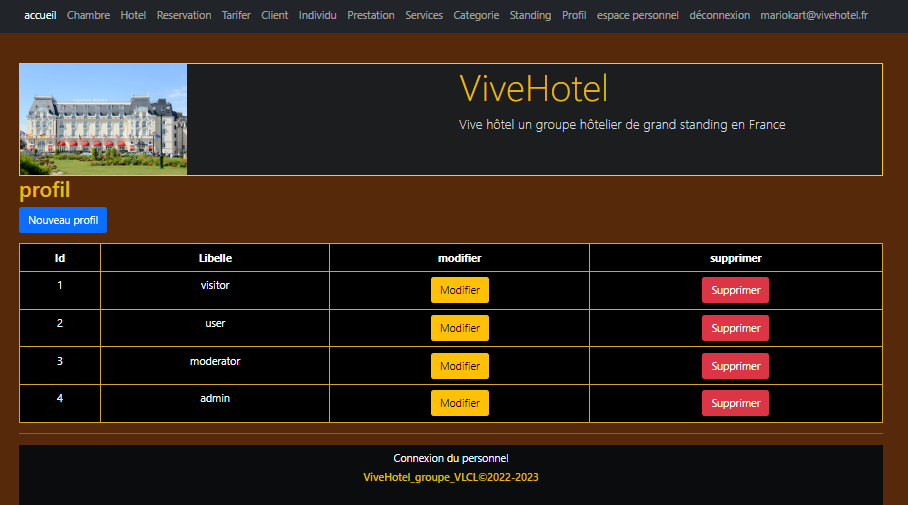 accueil Chambre Hotel Reservation Tarifer Client Individu Prestation Services Categorie Standing Profil espace personnel déconnexion mariokart@vivehotel.fr
ViveHotel
Vive hôtel un groupe hôtelier de grand standing en France
profil
Nouveau profil
Id Libelle modifier supprimer
1 visitor Modifier Supprimer
2 user Modifier Supprimer
3 moderator Modifier Supprimer
4 admin Modifier Supprimer
Connexion du personnel
ViveHotel_groupe_VLCL©2022-2023